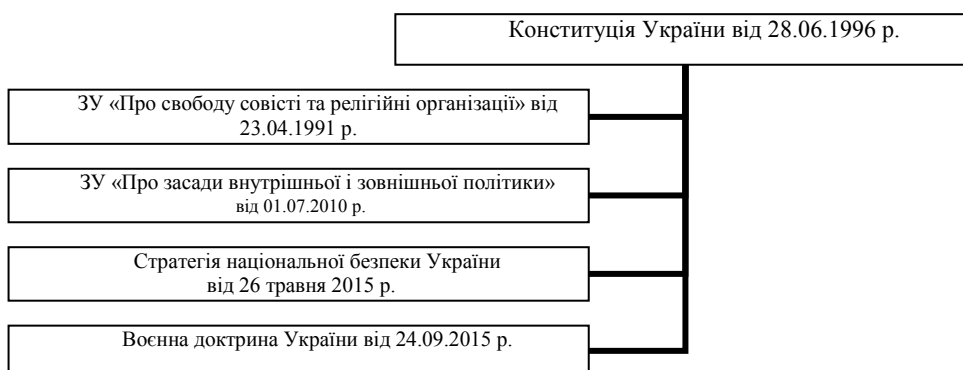 Конституція України від 28.06.1996 р.
ЗУ «Про свободу совісті та релігійні організації» від
23.04.1991 р.
ЗУ «Про засади внутрішньої і зовнішньої політики»
від 01.07.2010 р.
Стратегія національної безпеки України
від 26 травня 2015 р.
Воєнна доктрина України від 24.09.2015 р.